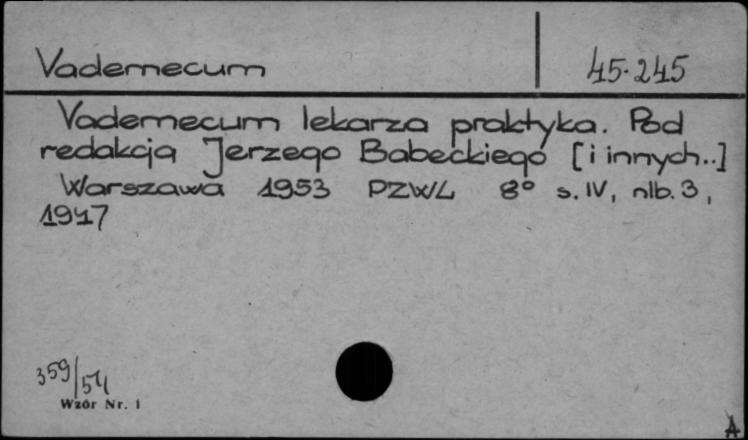 Vademecum
45.245
Vademecum lekarza praktyka. Pod
redakcją Jerzego Babeckiego [i innych..]
Warszawa 1953 PZWL 8° s. IV, nlb. 3,
1947
359/54
Wzór Nr. 1
A